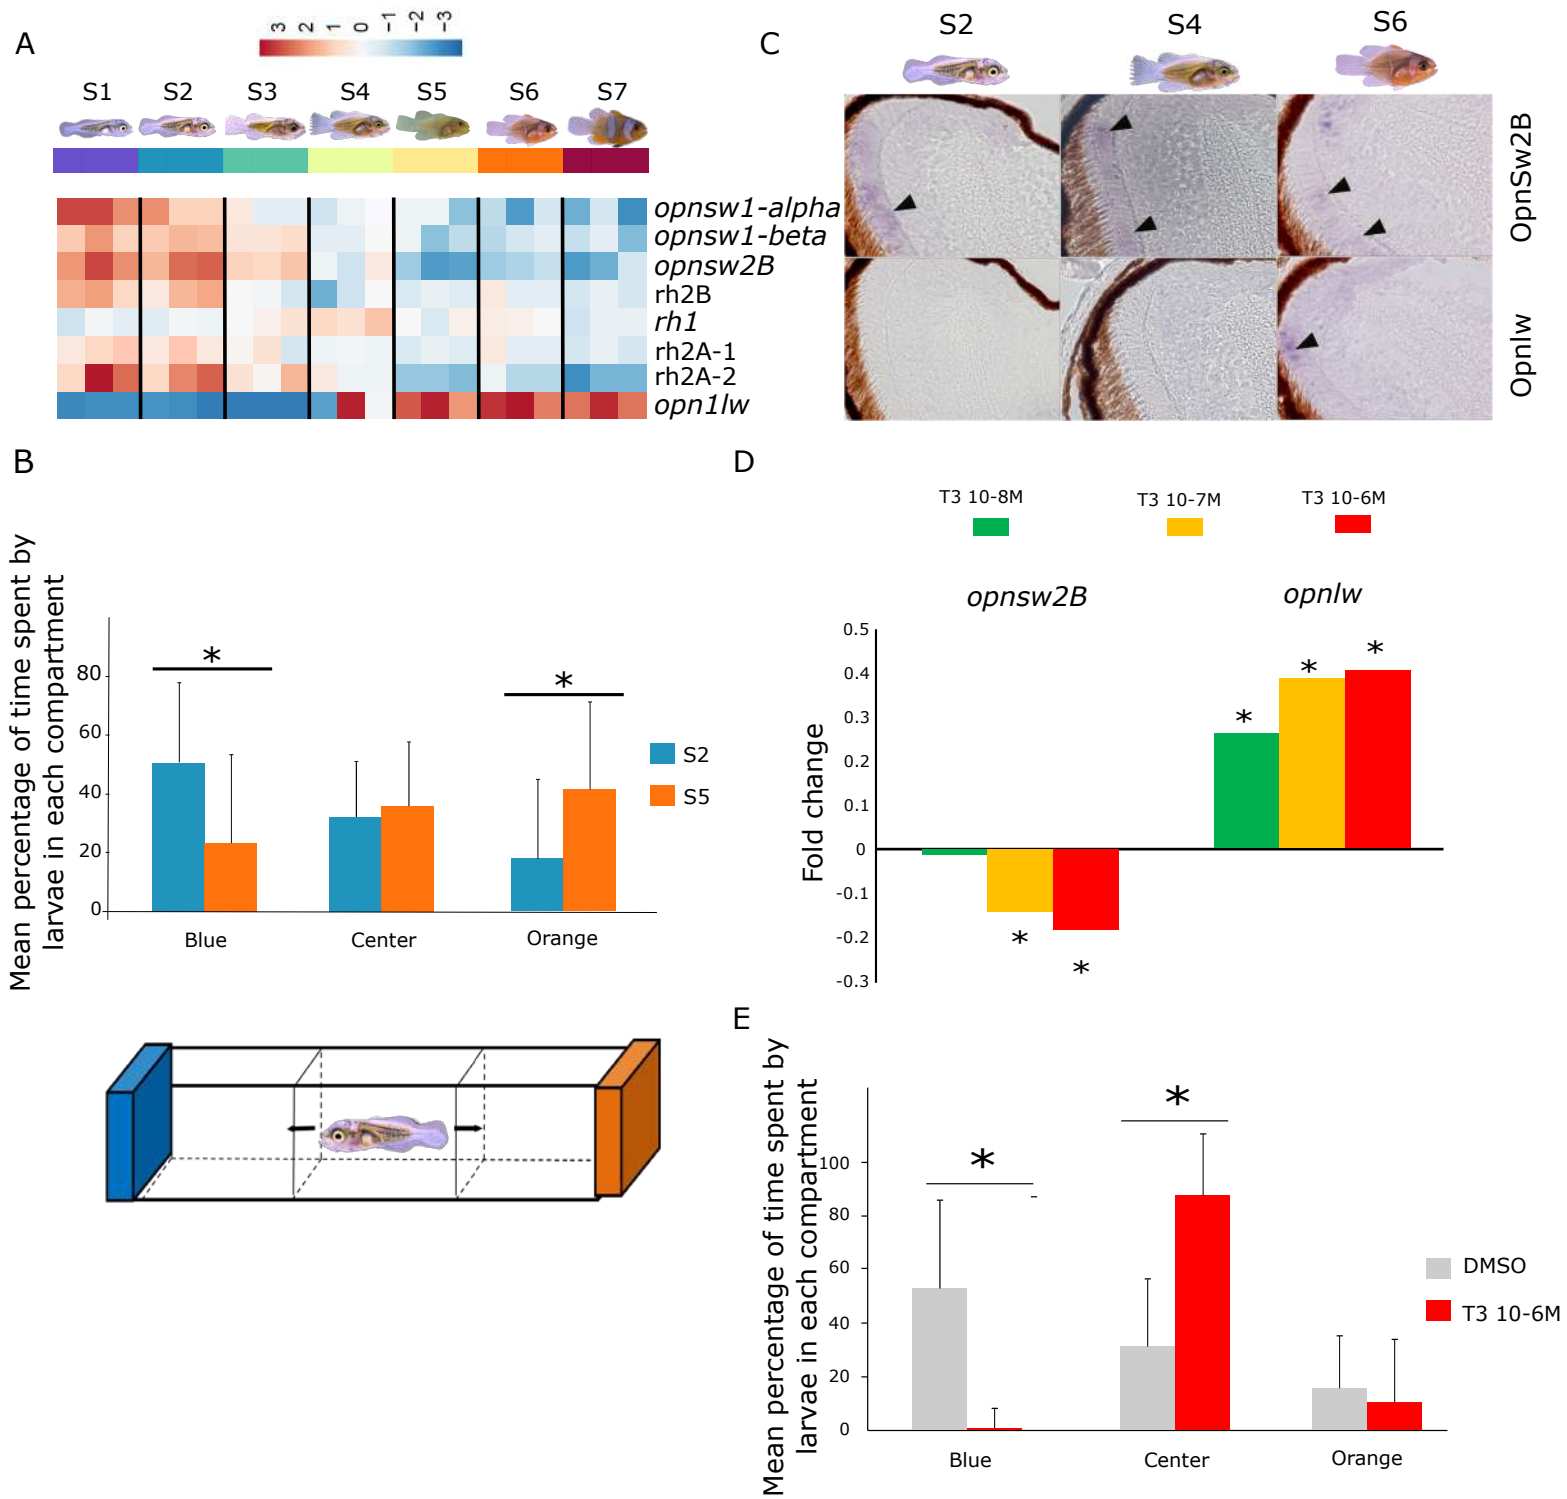 A
3 2 1 0 −1 −2 −3
S1 S2 S3 S4 S5 S6 S7
opnsw1-alpha
opnsw1-beta
opnsw2B
rh2B
rh1
rh2A-1
rh2A-2
opn1lw
B
Mean percentage of time spent by
larvae in each compartment
80
60
40
20
0
*
*
Blue Center Orange
S2
S5
C
S2 S4 S6
OpnSw2B
Opnlw
D
T3 10-8M T3 10-7M T3 10-6M
opnsw2B opnlw
Fold change
0.5
0.4
0.3
0.2
0.1
0
-0.1
-0.2
-0.3
* * *
* *
E
Mean percentage of time spent by
larvae in each compartment
100
80
60
40
20
0
*
*
Blue Center Orange
DMSO
T3 10-6M